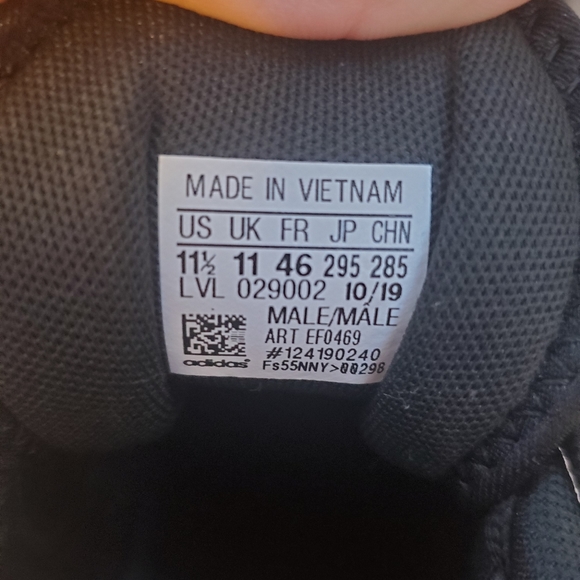 MADE IN VIETNAM
US UK FR JP CHN
11½ 11 46 295 285
LVL 029002 10/19
MALE/MÂLE
ART EF0469
#124190240
adidas® Fs55NNY>00298